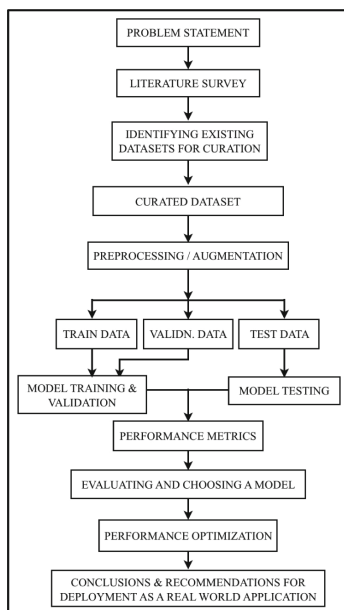 PROBLEM STATEMENT
LITERATURE SURVEY
IDENTIFYING EXISTING
DATASETS FOR CURATION
CURATED DATASET
PREPROCESSING / AUGMENTATION
TRAIN DATA
VALIDN. DATA
TEST DATA
MODEL TRAINING &
VALIDATION
MODEL TESTING
PERFORMANCE METRICS
EVALUATING AND CHOOSING A MODEL
PERFORMANCE OPTIMIZATION
CONCLUSIONS & RECOMMENDATIONS FOR
DEPLOYMENT AS A REAL WORLD APPLICATION